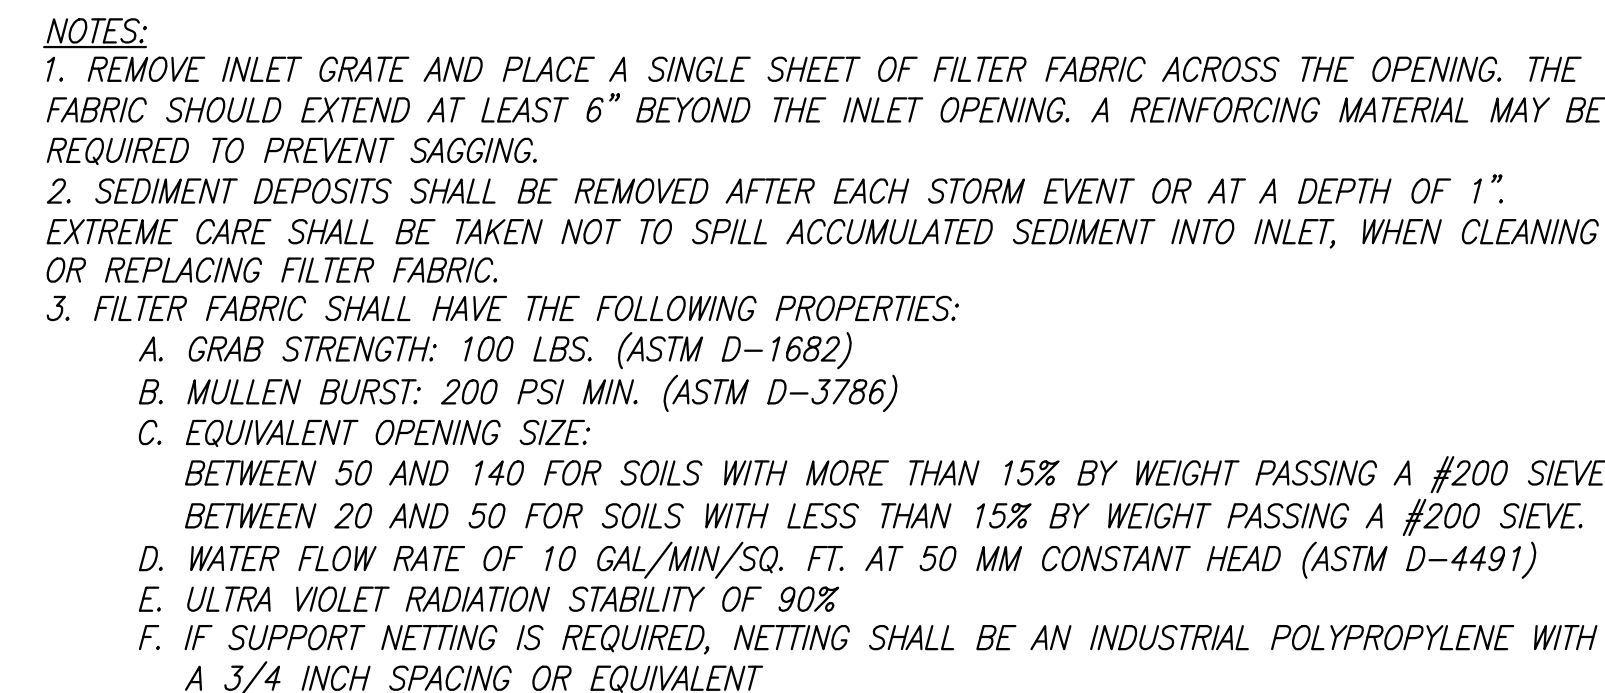 NOTES:
1. REMOVE INLET GRATE AND PLACE A SINGLE SHEET OF FILTER FABRIC ACROSS THE OPENING. THE
FABRIC SHOULD EXTEND AT LEAST 6" BEYOND THE INLET OPENING. A REINFORCING MATERIAL MAY BE
REQUIRED TO PREVENT SAGGING.
2. SEDIMENT DEPOSITS SHALL BE REMOVED AFTER EACH STORM EVENT OR AT A DEPTH OF 1".
EXTREME CARE SHALL BE TAKEN NOT TO SPILL ACCUMULATED SEDIMENT INTO INLET, WHEN CLEANING
OR REPLACING FILTER FABRIC.
3. FILTER FABRIC SHALL HAVE THE FOLLOWING PROPERTIES:
A. GRAB STRENGTH: 100 LBS. (ASTM D-1682)
B. MULLEN BURST: 200 PSI MIN. (ASTM D-3786)
C. EQUIVALENT OPENING SIZE:
BETWEEN 50 AND 140 FOR SOILS WITH MORE THAN 15% BY WEIGHT PASSING A #200 SIEVE
BETWEEN 20 AND 50 FOR SOILS WITH LESS THAN 15% BY WEIGHT PASSING A #200 SIEVE.
D. WATER FLOW RATE OF 10 GAL/MIN/SQ. FT. AT 50 MM CONSTANT HEAD (ASTM D-4491)
E. ULTRA VIOLET RADIATION STABILITY OF 90%
F. IF SUPPORT NETTING IS REQUIRED, NETTING SHALL BE AN INDUSTRIAL POLYPROPYLENE WITH
A 3/4 INCH SPACING OR EQUIVALENT